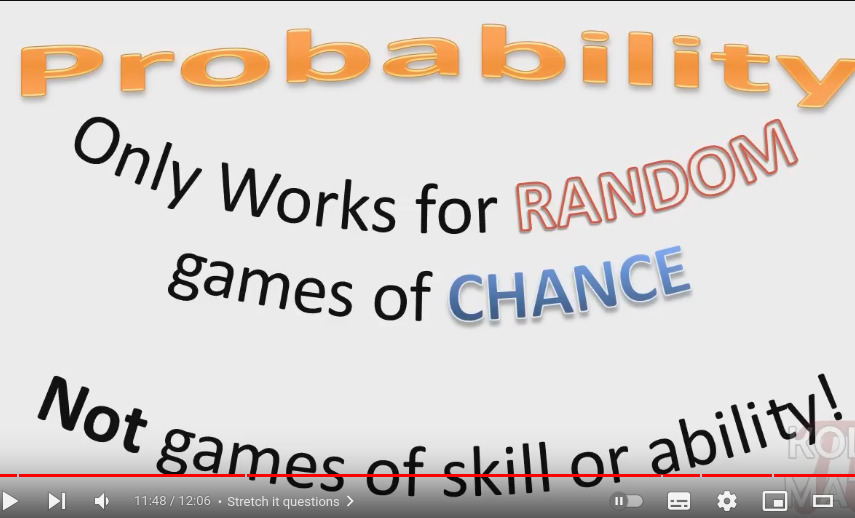 Probability
Only Works for RANDOM
games of CHANCE
Not games of skill or ability!
11:48 / 12:06 • Stretch it questions